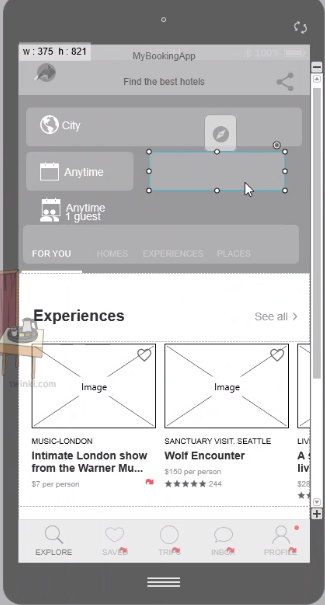 w : 375 h : 821
MyBookingApp
Find the best hotels
City
Anytime
Anytime
1 guest
FOR YOU HOMES EXPERIENCES PLACES
Experiences
See all >
Image Image
MUSIC-LONDON
Intimate London show
from the Warner Mu...
$7 per person
SANCTUARY VISIT. SEATTLE
Wolf Encounter
$150 per person
★★★★★ 244
LIV
A s
liv
$28
EXPLORE SAVED TRIPS INBOX PROFILE